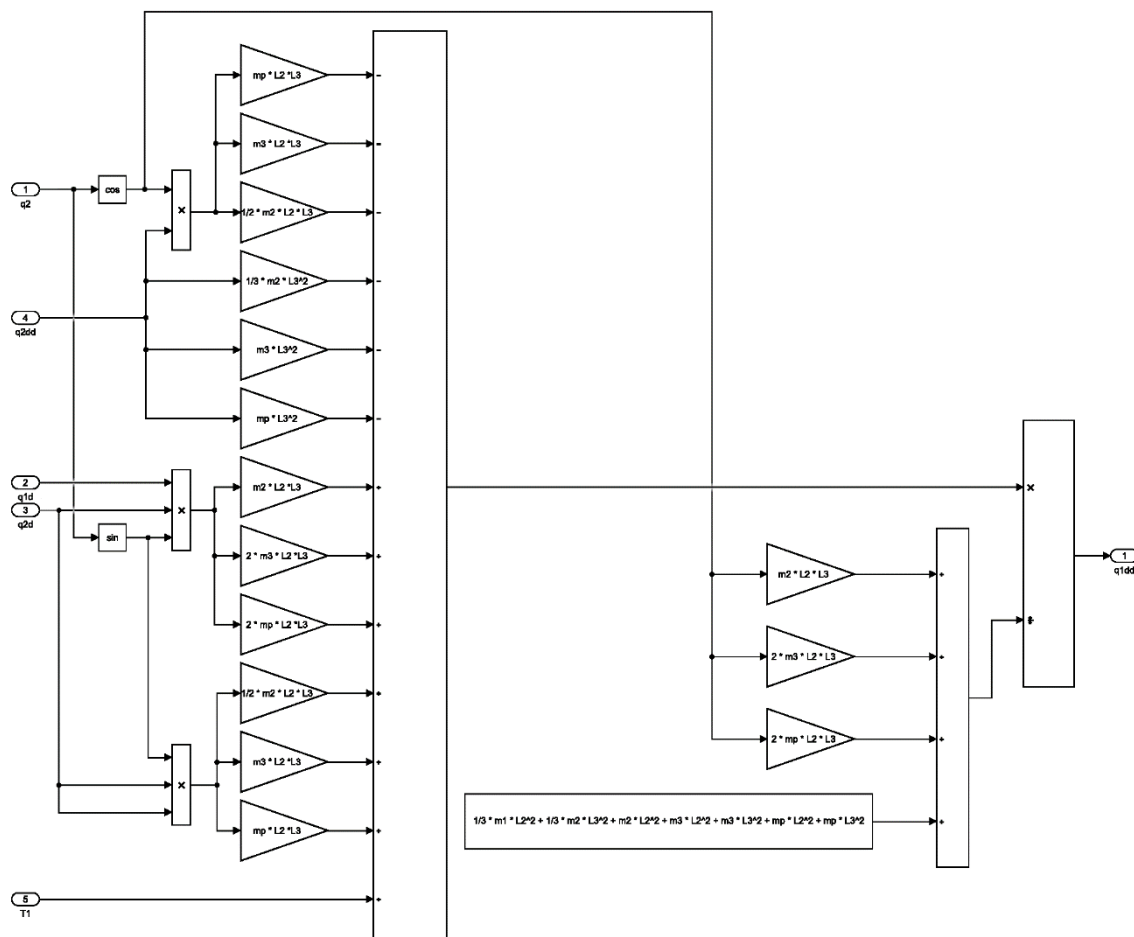 mp * L2 *L3
m3 * L2 *L3
1
q2
cos
×
1/2 * m2 * L2 * L3
1/3 * m2 * L3^2
4
q2dd
m3 * L3^2
mp * L3^2
2
q1d
3
q2d
×
sin
m2 * L2 * L3
2 * m3 * L2 * L3
2 * mp * L2 * L3
1/2 * m2 * L2 * L3
m3 * L2 *L3
×
mp * L2 *L3
5
T1
−
−
−
−
−
−
+
+
+
+
+
+
+
m2 * L2 * L3
2 * m3 * L2 * L3
2 * mp * L2 * L3
1/3 * m1 * L2^2 + 1/3 * m2 * L3^2 + m2 * L2^2 + m3 * L2^2 + m3 * L3^2 + mp * L2^2 + mp * L3^2
+
+
+
+
×
÷
1
q1dd